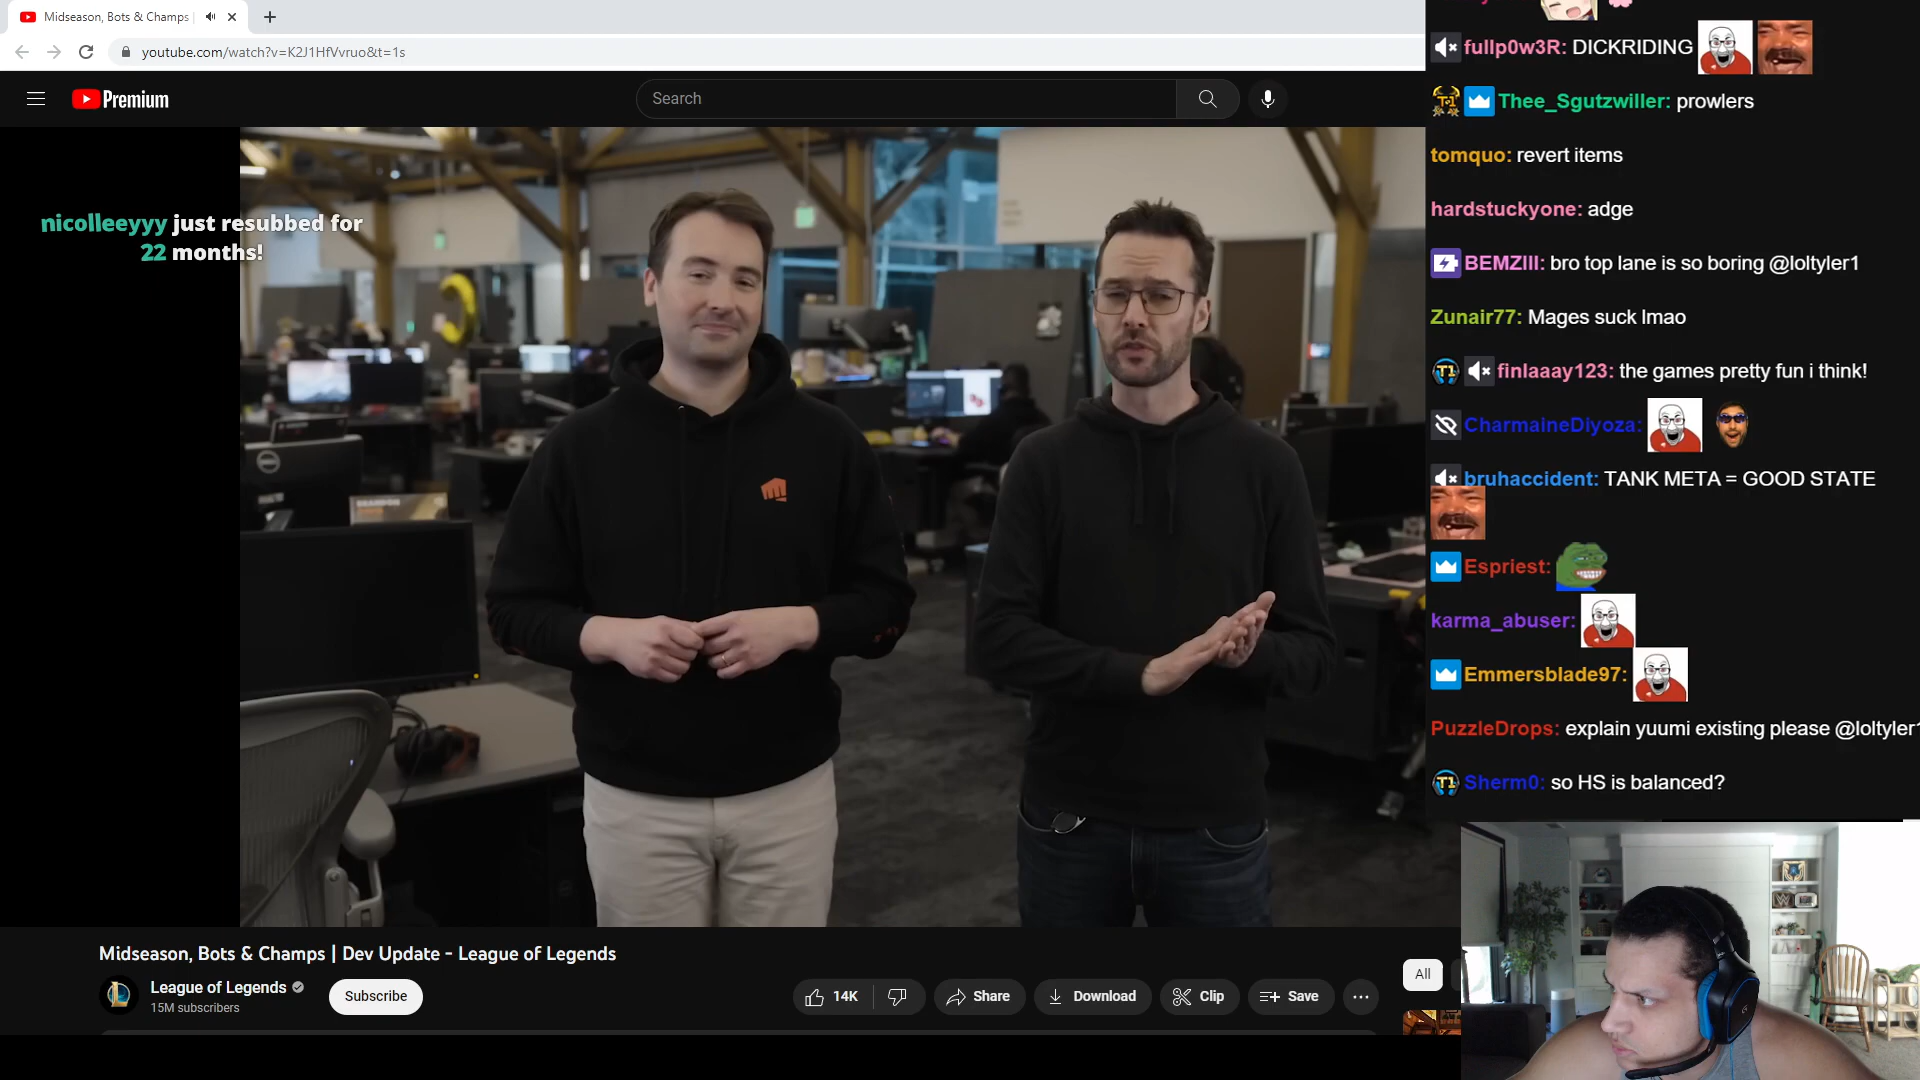 Midseason, Bots & Champs |
youtube.com/watch?v=K2J1HfVvruo&t=1s
Premium
Search
nicolleeyyy just resubbed for
22 months!
fullp0w3R: DICKRIDING
Thee_Sgutzwiller: prowlers
tomquo: revert items
hardstuckyone: adge
BEMZIII: bro top lane is so boring @loltyler1
Zunair77: Mages suck lmao
finlaaay123: the games pretty fun i think!
CharmaineDiyoza:
bruhaccident: TANK META = GOOD STATE
Espriest:
karma_abuser:
Emmersblade97:
PuzzleDrops: explain yuumi existing please @loltyler1
Sherm0: so HS is balanced?
Midseason, Bots & Champs | Dev Update - League of Legends
League of Legends
15M subscribers
Subscribe
14K
Share
Download
Clip
Save
All